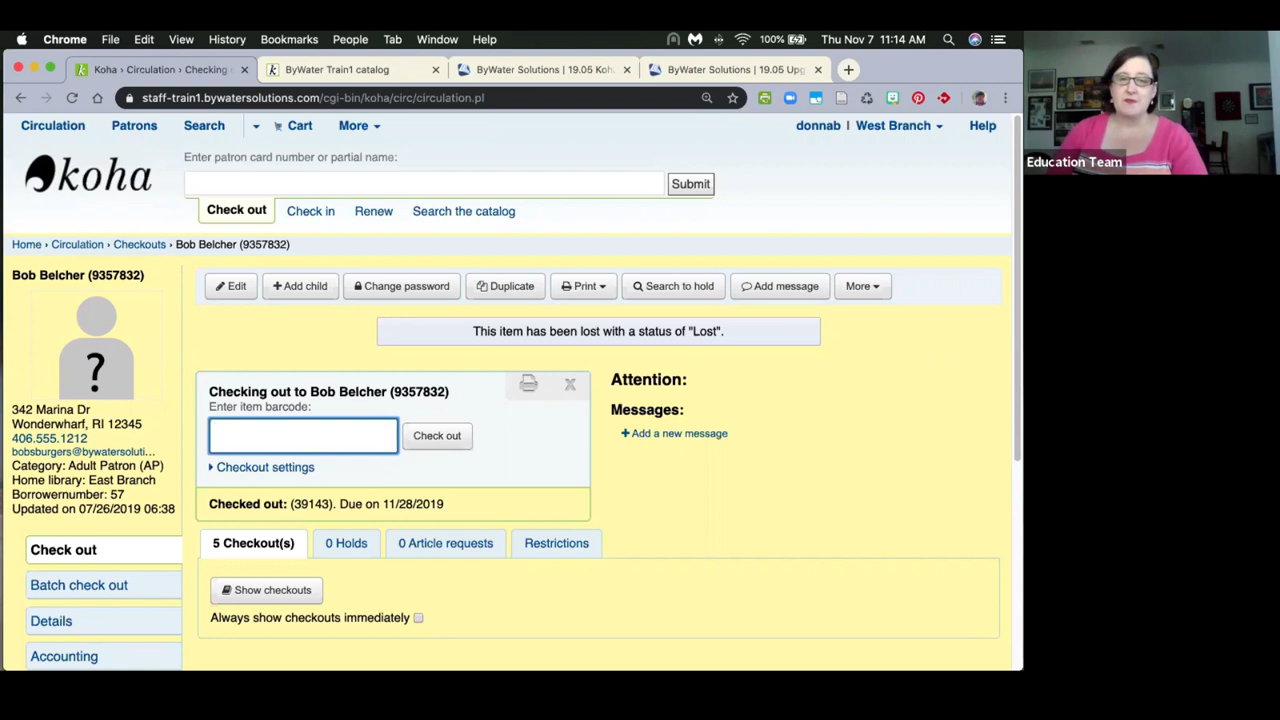 Chrome File Edit View History Bookmarks People Tab Window Help 100% Thu Nov 7 11:14 AM
Koha › Circulation › Checking
ByWater Train1 catalog
ByWater Solutions | 19.05 Koh
ByWater Solutions | 19.05 Upg
staff-train1.bywatersolutions.com/cgi-bin/koha/circ/circulation.pl
Circulation Patrons Search Cart More donnab | West Branch Help
koha
Enter patron card number or partial name:
Submit
Check out Check in Renew Search the catalog
Education Team
Home › Circulation › Checkouts › Bob Belcher (9357832)
Bob Belcher (9357832)
?
342 Marina Dr
Wonderwharf, RI 12345
406.555.1212
bobsburgers@bywatersoluti…
Category: Adult Patron (AP)
Home library: East Branch
Borrowernumber: 57
Updated on 07/26/2019 06:38
Check out
Batch check out
Details
Accounting
Edit +Add child Change password Duplicate Print Search to hold Add message More
This item has been lost with a status of "Lost".
Checking out to Bob Belcher (9357832)
Enter item barcode:
Check out
Checkout settings
Checked out: (39143). Due on 11/28/2019
Attention:
Messages:
+Add a new message
5 Checkout(s) 0 Holds 0 Article requests Restrictions
Show checkouts
Always show checkouts immediately